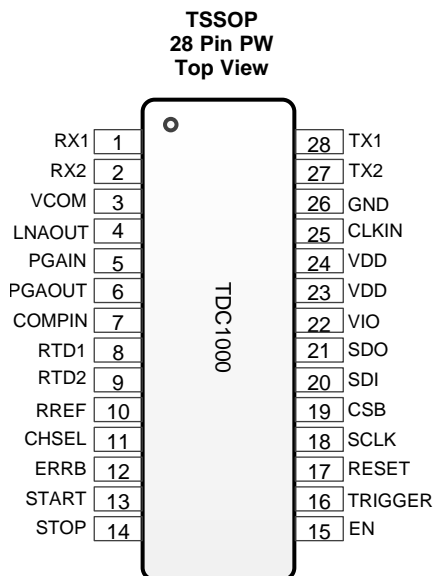 TSSOP
28 Pin PW
Top View
RX1 1 28 TX1
RX2 2 27 TX2
VCOM 3 26 GND
LNAOUT 4 25 CLKIN
PGAIN 5 24 VDD
PGAOUT 6 23 VDD
COMPIN 7 22 VIO
RTD1 8 21 SDO
RTD2 9 20 SDI
RREF 10 19 CSB
CHSEL 11 18 SCLK
ERRB 12 17 RESET
START 13 16 TRIGGER
STOP 14 15 EN
TDC1000